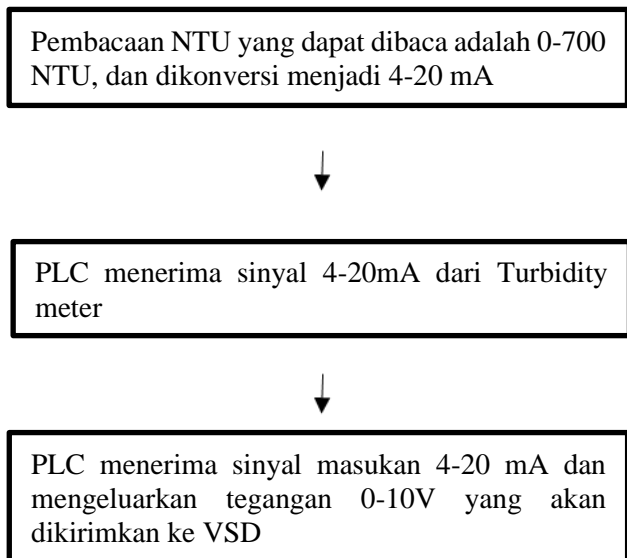 Pembacaan NTU yang dapat dibaca adalah 0-700
NTU, dan dikonversi menjadi 4-20 mA
PLC menerima sinyal 4-20mA dari Turbidity
meter
PLC menerima sinyal masukan 4-20 mA dan
mengeluarkan tegangan 0-10V yang akan
dikirimkan ke VSD